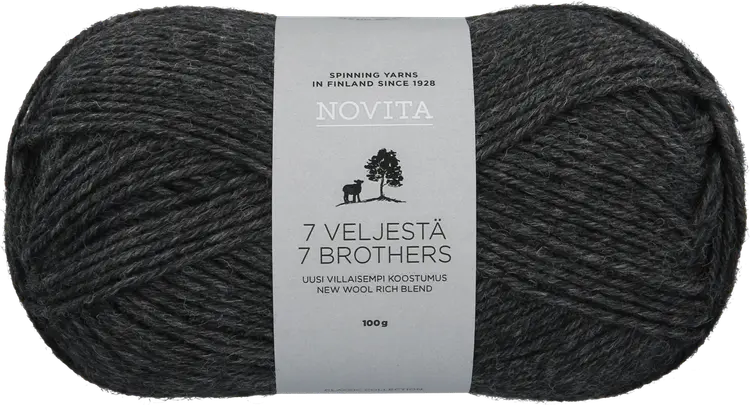 SPINNING YARNS
IN FINLAND SINCE 1928
NOVITA
7 VELJESTÄ
7 BROTHERS
UUSI VILLAISEMPI KOOSTUMUS
NEW WOOL RICH BLEND
100g